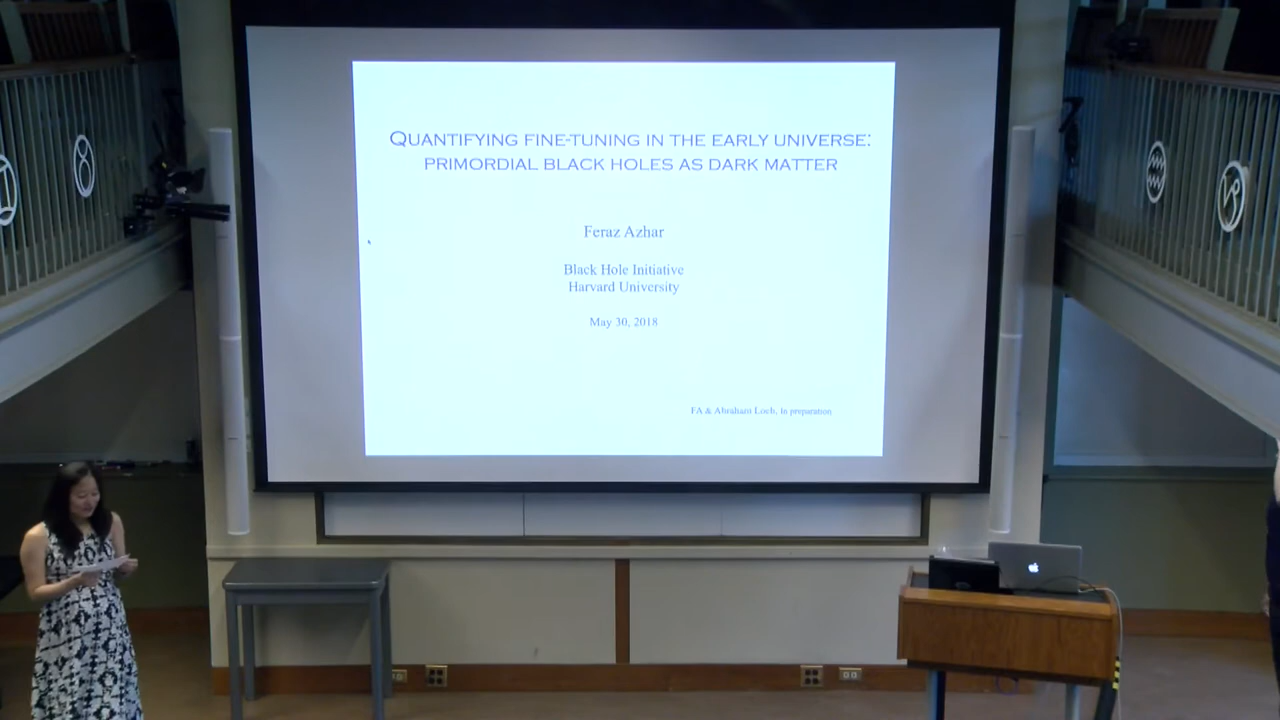 QUANTIFYING FINE-TUNING IN THE EARLY UNIVERSE:
PRIMORDIAL BLACK HOLES AS DARK MATTER
Feraz Azhar
Black Hole Initiative
Harvard University
May 30, 2018
FA & Abraham Loeb, in preparation